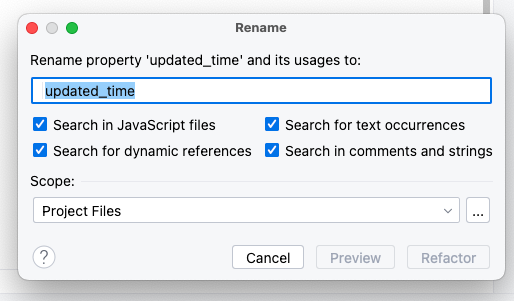 Rename
Rename property 'updated_time' and its usages to:
updated_time
Search in JavaScript files
Search for text occurrences
Search for dynamic references
Search in comments and strings
Scope:
Project Files
...
?
Cancel
Preview
Refactor